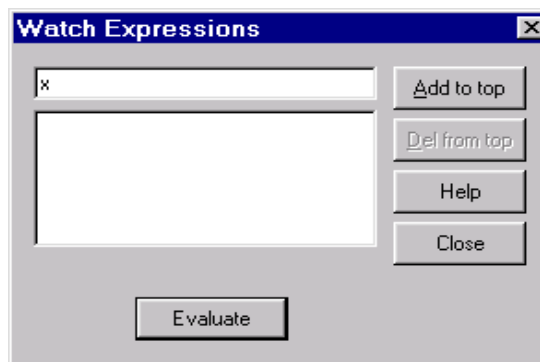 Watch Expressions
x
Add to top
Del from top
Help
Close
Evaluate